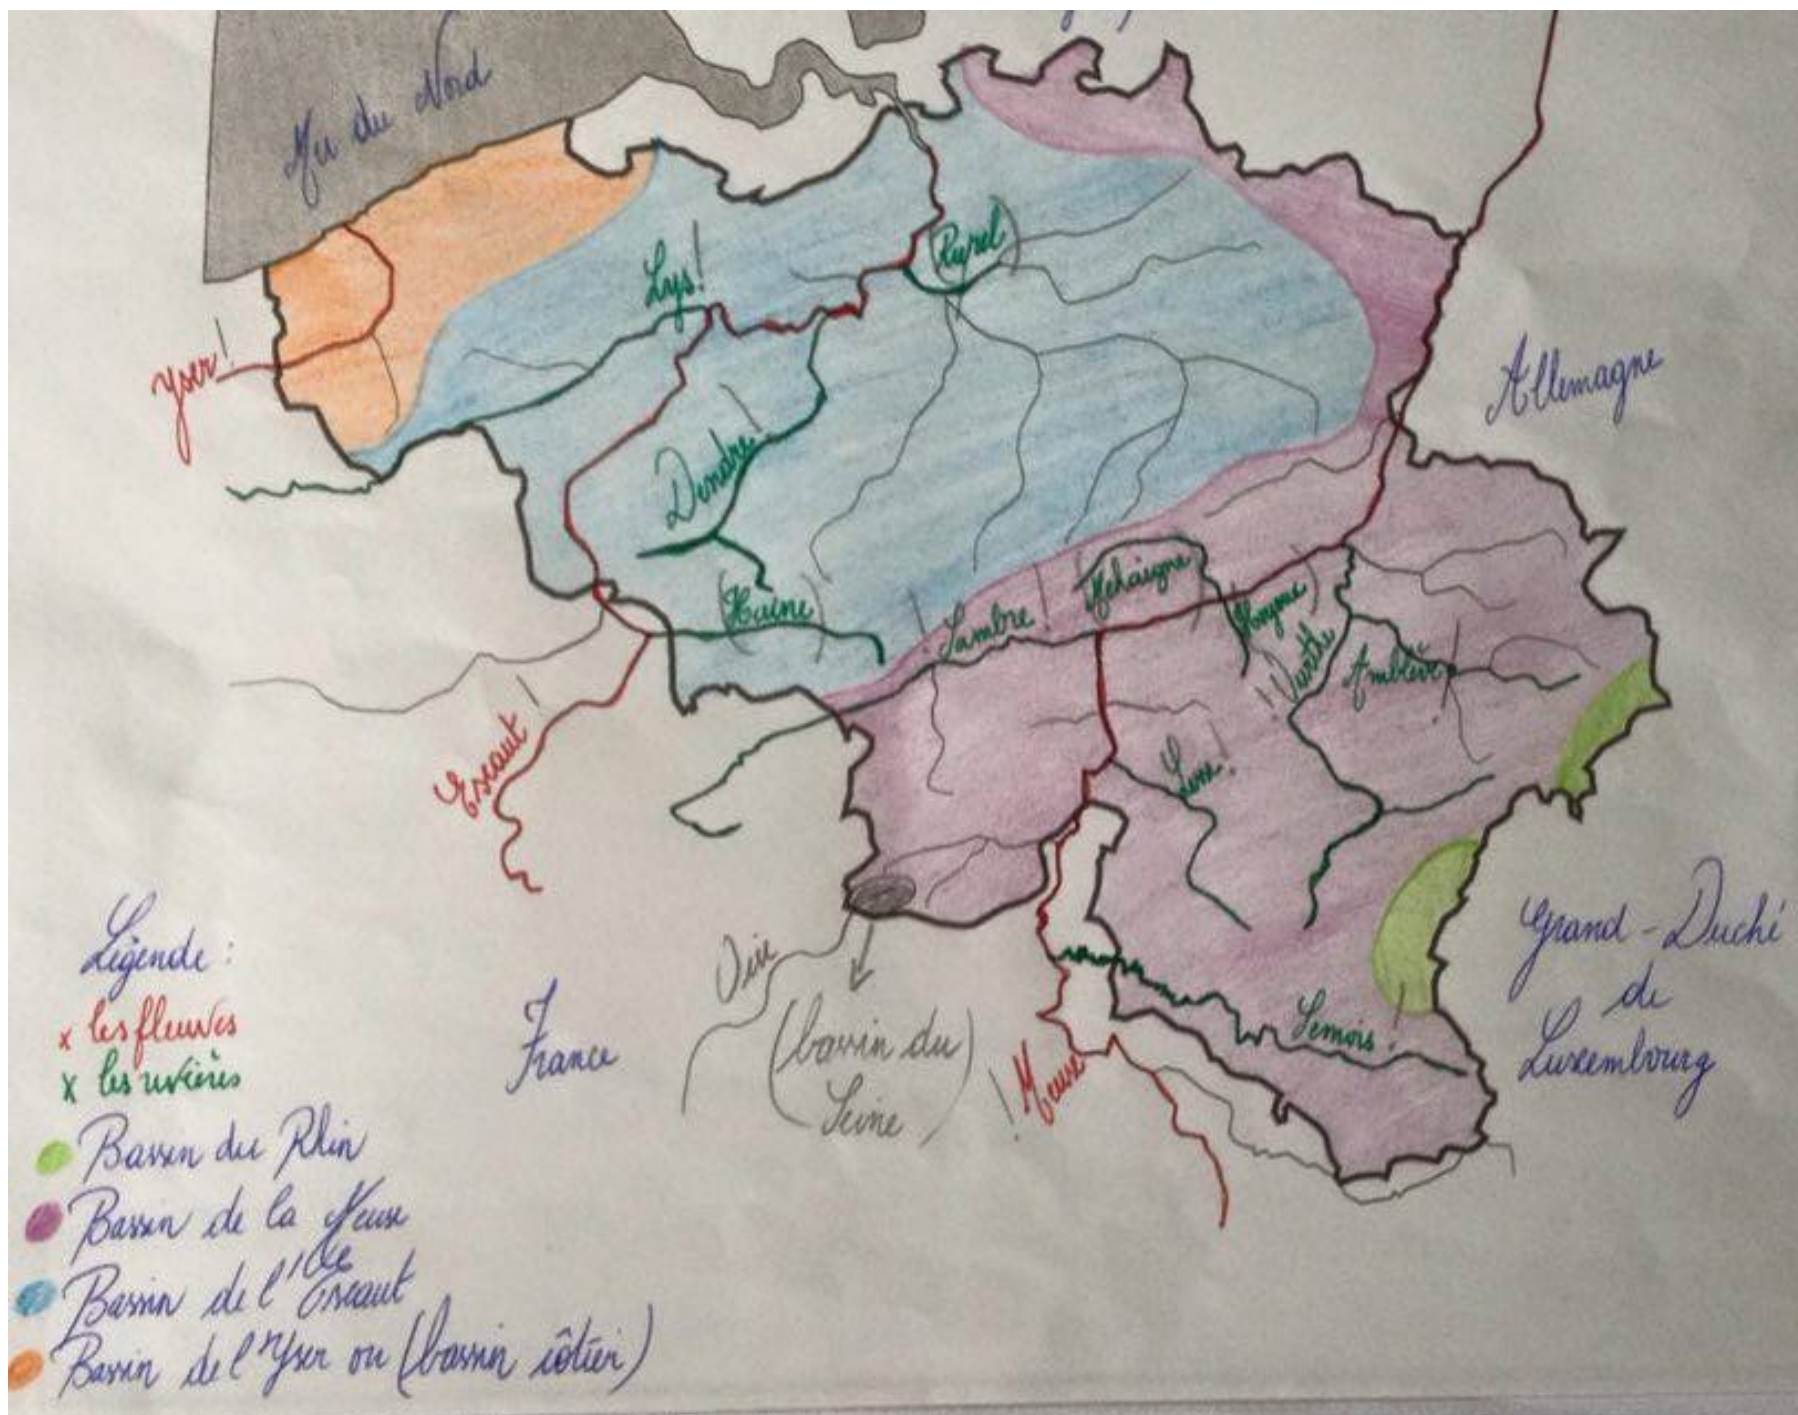 Mer du Nord
Lys!
(Rupel)
Yser!
Allemagne
Dendre!
(Haine)
Sambre!
(Mehaigne)
(Hoyoux)
Ourthe!
Amblève!
Escaut!
Lesse!
Légende :
x les fleuves
x les rivières
France
Oise
(bassin du
Seine)
Semois!
Meuse!
Grand-Duché
de
Luxembourg
Bassin du Rhin
Bassin de la Meuse
Bassin de l'Escaut
Bassin de l'Yser ou (bassin côtier)